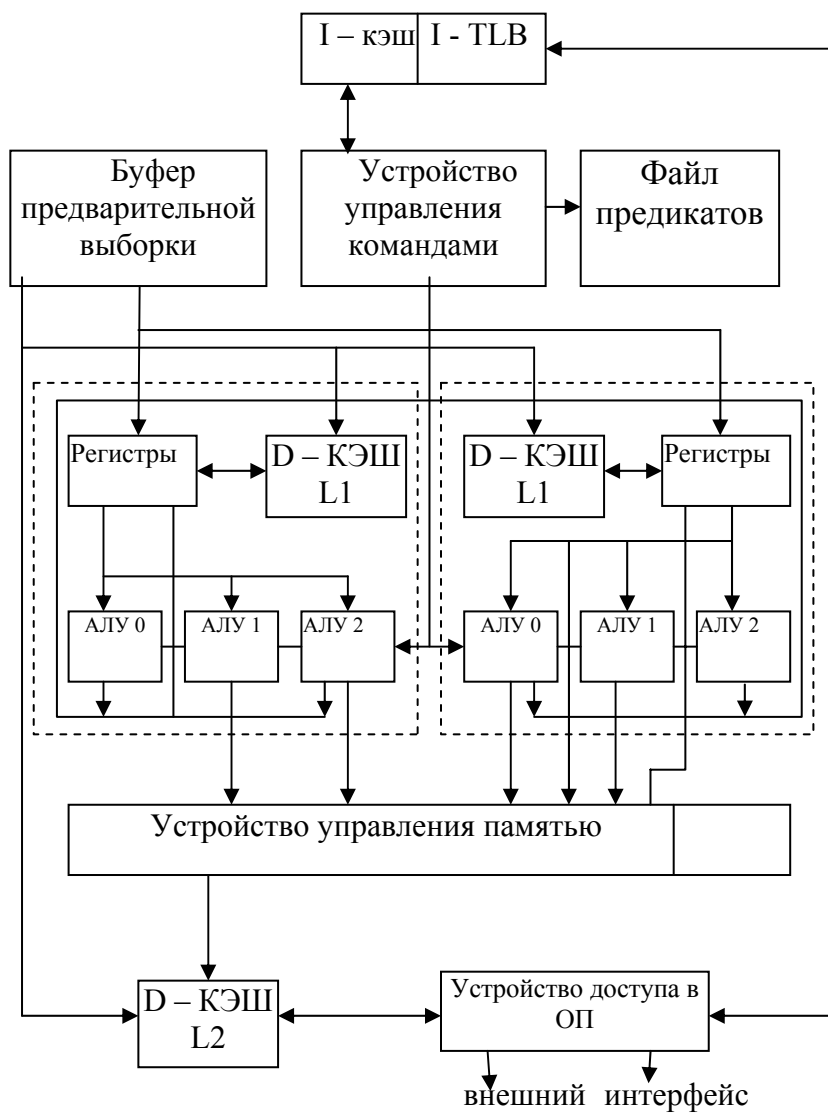 I – кэш I - TLB
Буфер
предварительной
выборки
Устройство
управления
командами
Файл
предикатов
Регистры
D – КЭШ
L1
D – КЭШ
L1
Регистры
АЛУ 0
АЛУ 1
АЛУ 2
АЛУ 0
АЛУ 1
АЛУ 2
Устройство управления памятью
D – КЭШ
L2
Устройство доступа в
ОП
внешний интерфейс